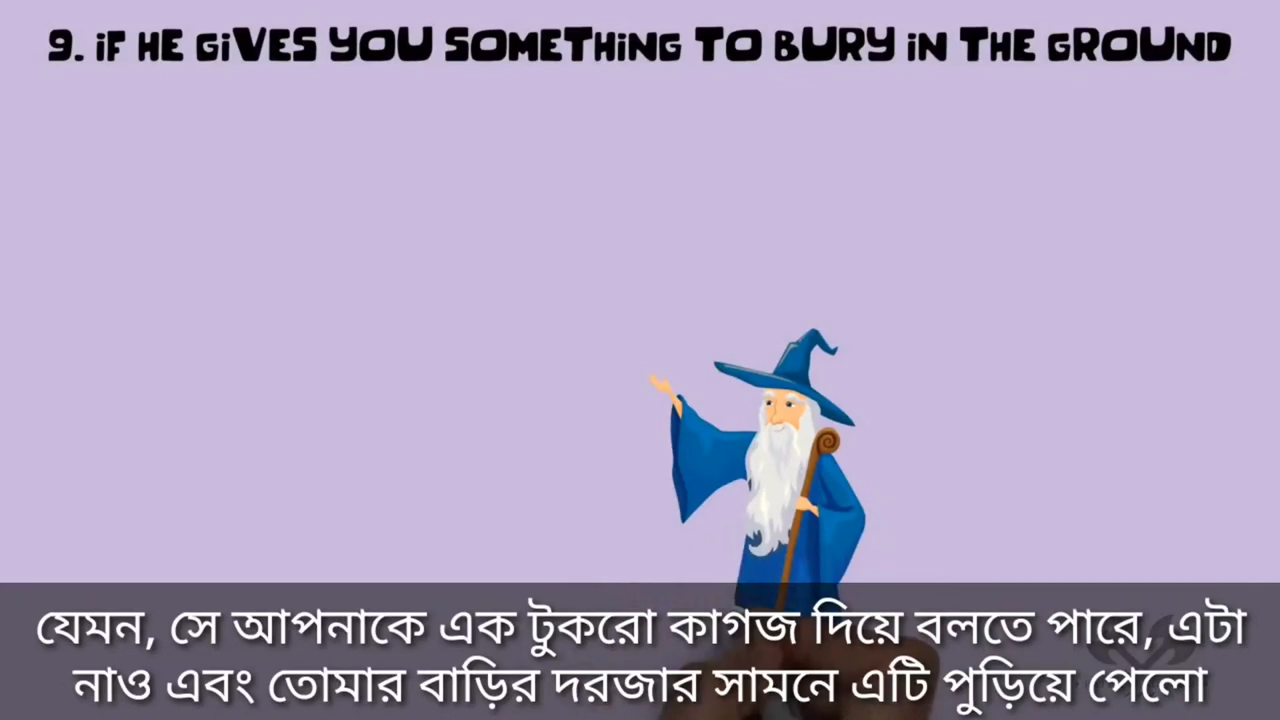 9. iF HE GiVES YOU SOMETHiNG TO BURY iN THE GROUND
যেমন, সে আপনাকে এক টুকরো কাগজ দিয়ে বলতে পারে, এটা
নাও এবং তোমার বাড়ির দরজার সামনে এটি পুড়িয়ে পেলো